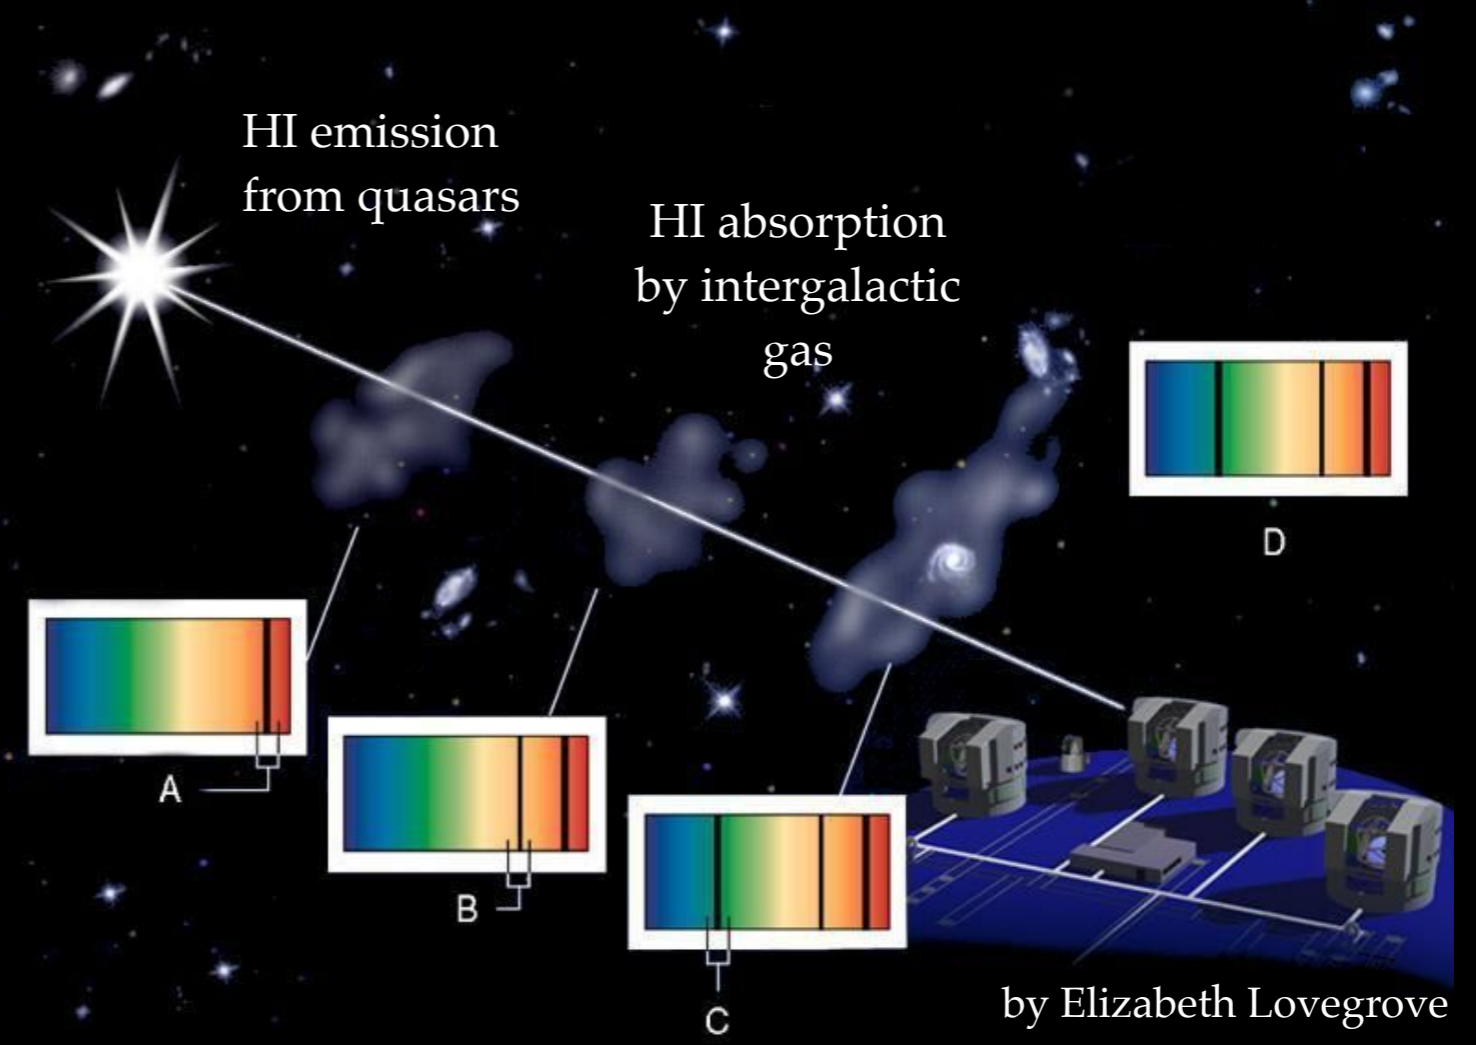 HI emission
from quasars
HI absorption
by intergalactic
gas
D
A
B
C
by Elizabeth Lovegrove